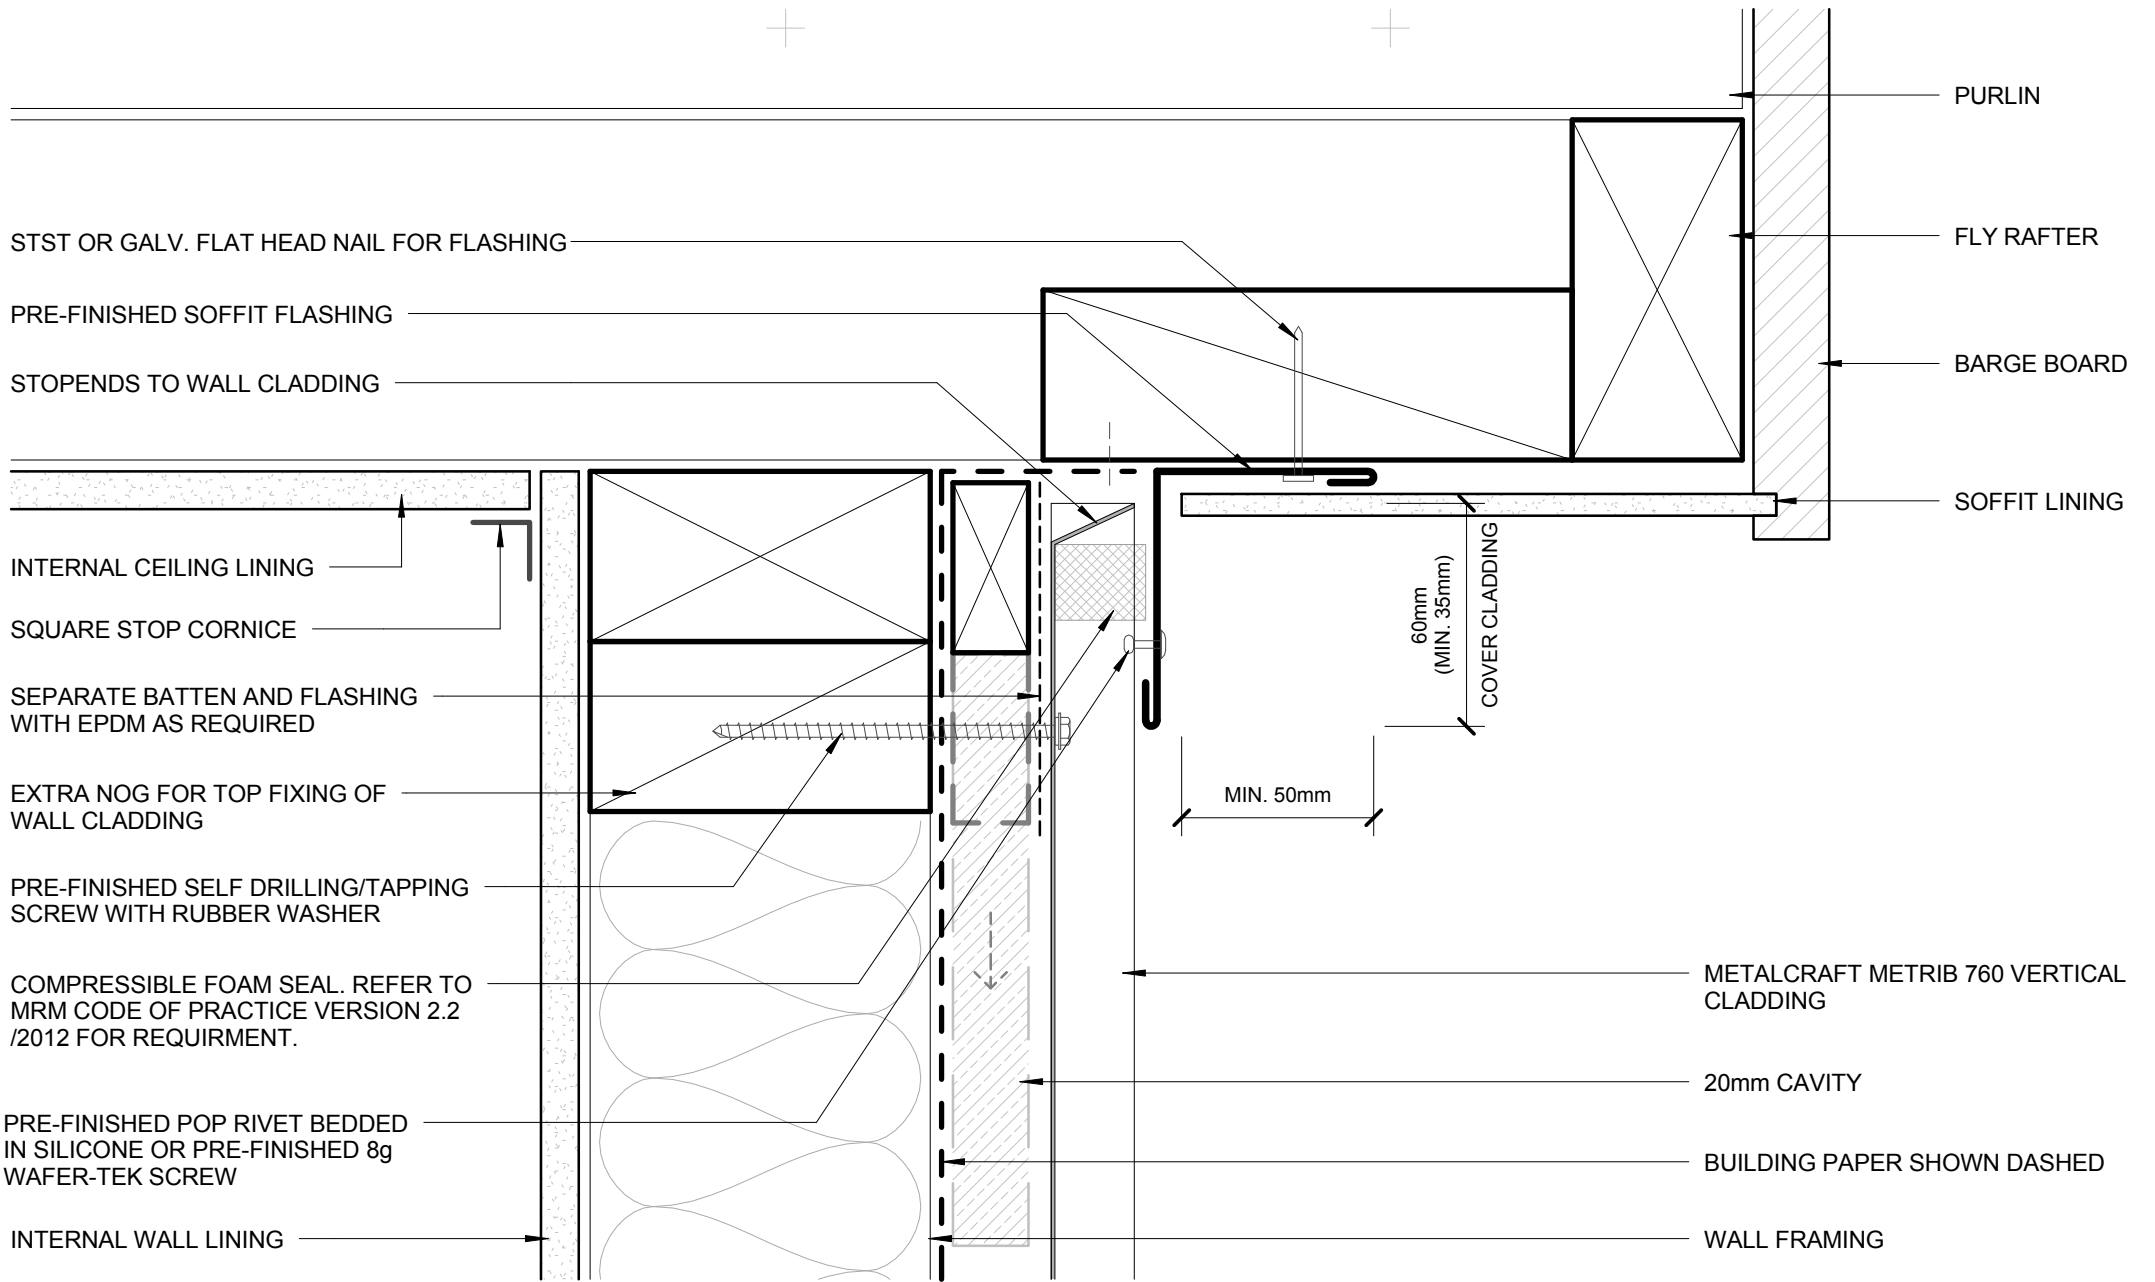 STST OR GALV. FLAT HEAD NAIL FOR FLASHING
PRE-FINISHED SOFFIT FLASHING
STOPENDS TO WALL CLADDING
INTERNAL CEILING LINING
SQUARE STOP CORNICE
SEPARATE BATTEN AND FLASHING
WITH EPDM AS REQUIRED
EXTRA NOG FOR TOP FIXING OF
WALL CLADDING
PRE-FINISHED SELF DRILLING/TAPPING
SCREW WITH RUBBER WASHER
COMPRESSIBLE FOAM SEAL. REFER TO
MRM CODE OF PRACTICE VERSION 2.2
/2012 FOR REQUIRMENT.
PRE-FINISHED POP RIVET BEDDED
IN SILICONE OR PRE-FINISHED 8g
WAFER-TEK SCREW
INTERNAL WALL LINING
60mm
(MIN. 35mm)
COVER CLADDING
MIN. 50mm
PURLIN
FLY RAFTER
BARGE BOARD
SOFFIT LINING
METALCRAFT METRIB 760 VERTICAL
CLADDING
20mm CAVITY
BUILDING PAPER SHOWN DASHED
WALL FRAMING